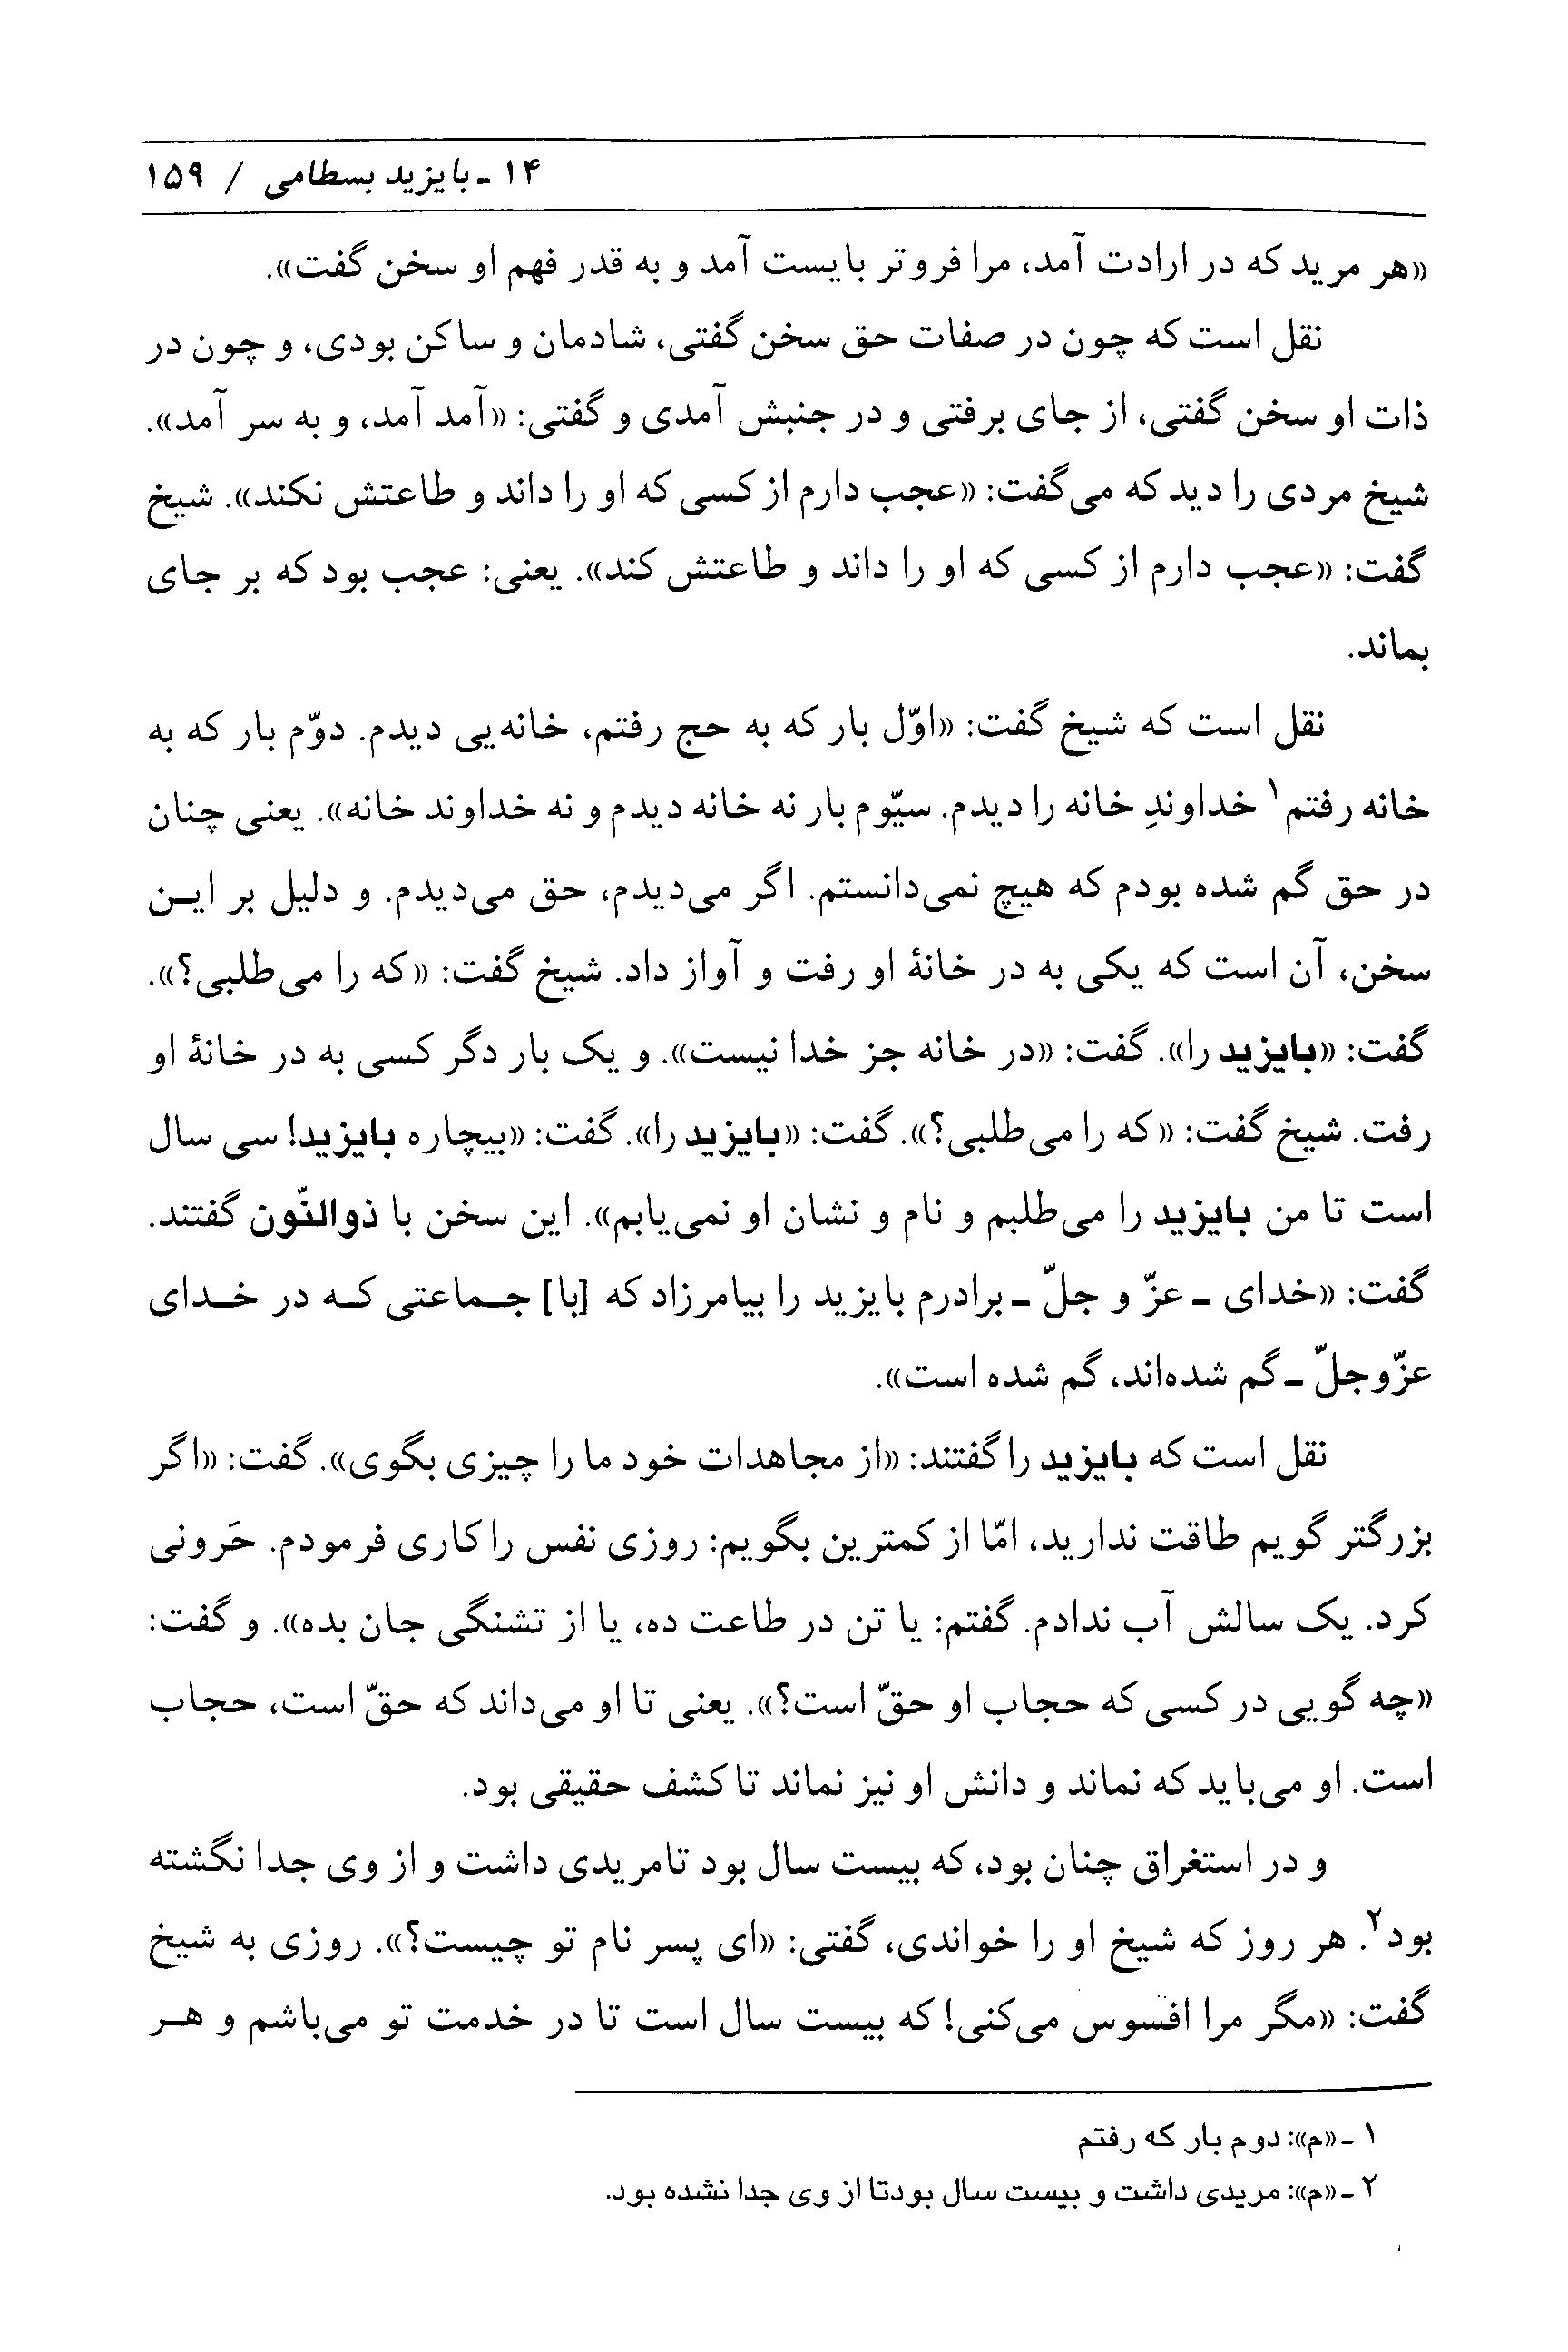 ۱۴ ـ بایزید بسطامی / ۱۵۹
«هر مرید که در ارادت آمد، مرا فروتر بایست آمد و به قدر فهم او سخن گفت».
نقل است که چون در صفات حق سخن گفتی، شادمان و ساکن بودی، و چون در
ذات او سخن گفتی، از جای برفتی و در جنبش آمدی و گفتی: «آمد آمد، و به سر آمد».
شیخ مردی را دید که می‌گفت: «عجب دارم از کسی که او را داند و طاعتش نکند». شیخ
گفت: «عجب دارم از کسی که او را داند و طاعتش کند». یعنی: عجب بود که بر جای
بماند.
نقل است که شیخ گفت: «اوّل بار که به حج رفتم، خانه‌یی دیدم. دوّم بار که به
خانه رفتم۱ خداوندِ خانه را دیدم. سیّوم بار نه خانه دیدم و نه خداوند خانه». یعنی چنان
در حق گم شده بودم که هیچ نمی‌دانستم. اگر می‌دیدم، حق می‌دیدم. و دلیل بر ایـن
سخن، آن است که یکی به در خانهٔ او رفت و آواز داد. شیخ گفت: «که را می‌طلبی؟».
گفت: «بایزید را». گفت: «در خانه جز خدا نیست». و یک بار دگر کسی به در خانهٔ او
رفت. شیخ گفت: «که را می‌طلبی؟». گفت: «بایزید را». گفت: «بیچاره بایزید! سی سال
است تا من بایزید را می‌طلبم و نام و نشان او نمی‌یابم». این سخن با ذوالنّون گفتند.
گفت: «خدای ـ عزّ و جلّ ـ برادرم بایزید را بیامرزاد که [با] جـماعتی کـه در خـدای
عزّوجلّ ـ گم شده‌اند، گم شده است».
نقل است که بایزید را گفتند: «از مجاهدات خود ما را چیزی بگوی». گفت: «اگر
بزرگتر گویم طاقت ندارید، امّا از کمترین بگویم: روزی نفس را کاری فرمودم. حَرونی
کرد. یک سالش آب ندادم. گفتم: یا تن در طاعت ده، یا از تشنگی جان بده». و گفت:
«چه گویی در کسی که حجاب او حقّ است؟». یعنی تا او می‌داند که حقّ است، حجاب
است. او می‌باید که نماند و دانش او نیز نماند تا کشف حقیقی بود.
و در استغراق چنان بود، که بیست سال بود تا مریدی داشت و از وی جدا نگشته
بود۲. هر روز که شیخ او را خواندی، گفتی: «ای پسر نام تو چیست؟». روزی به شیخ
گفت: «مگر مرا افسوس می‌کنی! که بیست سال است تا در خدمت تو می‌باشم و هـر
۱ ـ «م»: دوم بار که رفتم
۲ ـ «م»: مریدی داشت و بیست سال بودتا از وی جدا نشده بود.